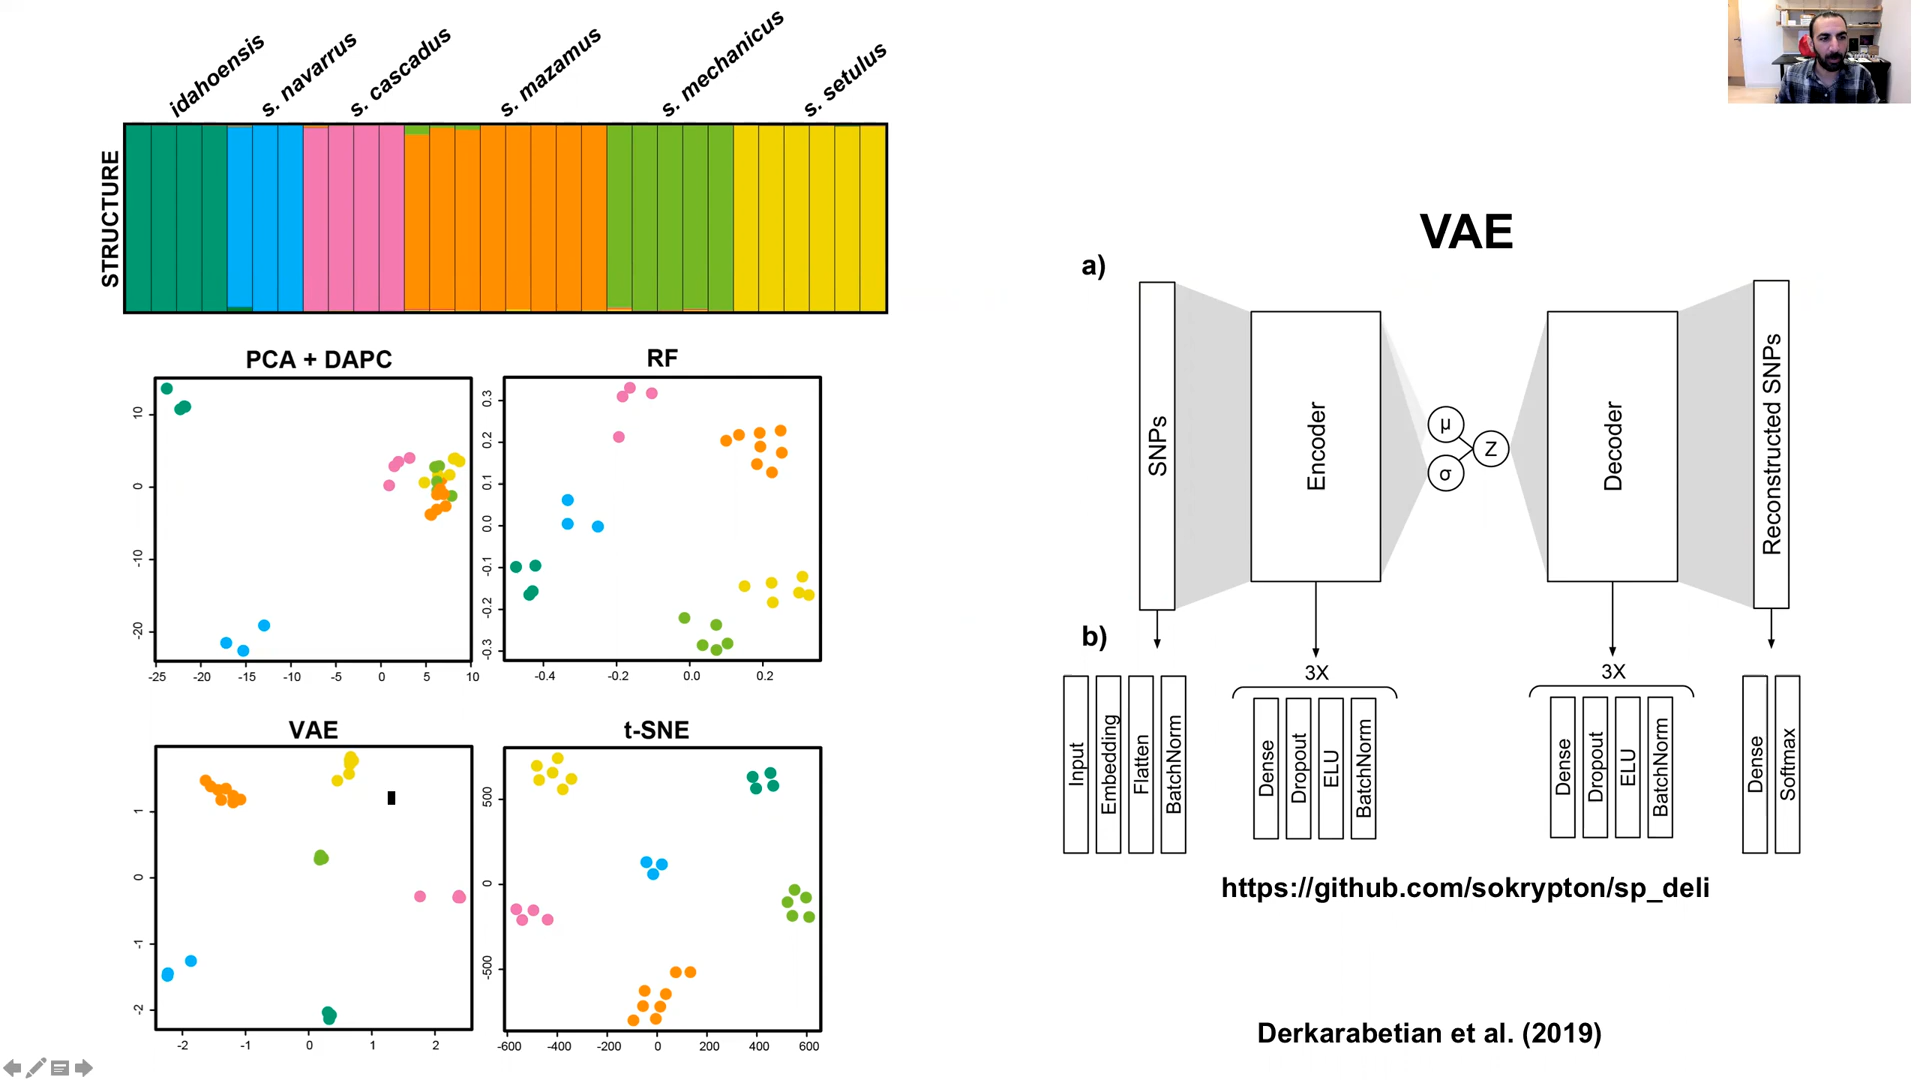 idahoensis
s. navarrus
s. cascadus
s. mazamus
s. mechanicus
s. setulus
STRUCTURE
PCA + DAPC
10
0
-10
-20
-25
-20
-15
-10
-5
0
5
10
RF
0.3
0.2
0.1
0.0
-0.1
-0.2
-0.3
-0.4
-0.2
0.0
0.2
VAE
1
0
-1
-2
-2
-1
0
1
2
t-SNE
500
0
-500
-600
-400
-200
0
200
400
600
VAE
a)
SNPs
Encoder
μ
σ
Z
Decoder
Reconstructed SNPs
b)
Input
Embedding
Flatten
BatchNorm
3X
Dense
Dropout
ELU
BatchNorm
3X
Dense
Dropout
ELU
BatchNorm
Dense
Softmax
https://github.com/sokrypton/sp_deli
Derkarabetian et al. (2019)